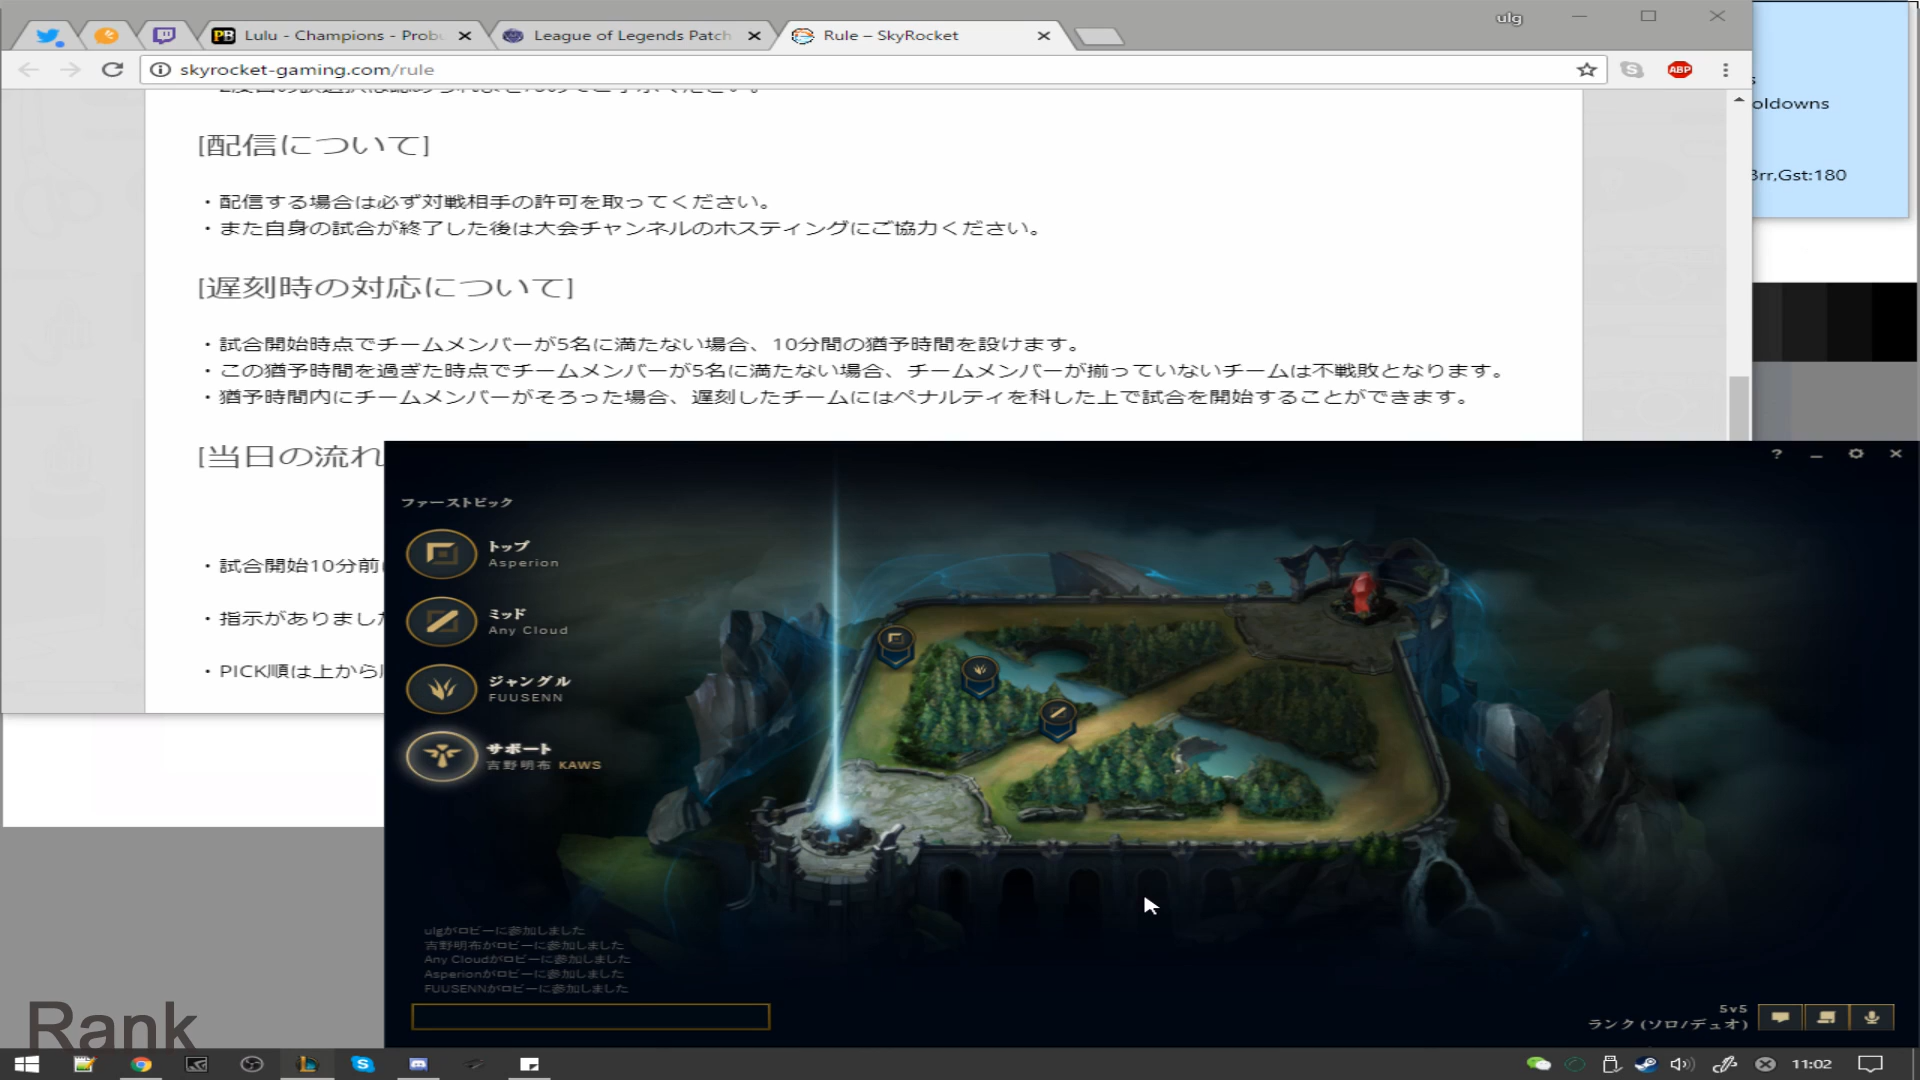 ulg
Lulu - Champions - Prob
League of Legends Patch
Rule – SkyRocket
skyrocket-gaming.com/rule
ABP
oldowns
Brr,Gst:180
[配信について]
・配信する場合は必ず対戦相手の許可を取ってください。
・また自身の試合が終了した後は大会チャンネルのホスティングにご協力ください。
[遅刻時の対応について]
・試合開始時点でチームメンバーが5名に満たない場合、10分間の猶予時間を設けます。
・この猶予時間を過ぎた時点でチームメンバーが5名に満たない場合、チームメンバーが揃っていないチームは不戦敗となります。
・猶予時間内にチームメンバーがそろった場合、遅刻したチームにはペナルティを科した上で試合を開始することができます。
[当日の流れ
・試合開始10分前
・指示がありました
・PICK順は上から
ファーストピック
トップ
Asperion
ミッド
Any Cloud
ジャングル
FUUSENN
サポート
吉野明布 KAWS
ulgがロビーに参加しました
吉野明布がロビーに参加しました
Any Cloudがロビーに参加しました
Asperionがロビーに参加しました
FUUSENNがロビーに参加しました
5v5
ランク (ソロ/デュオ)
Rank
11:02